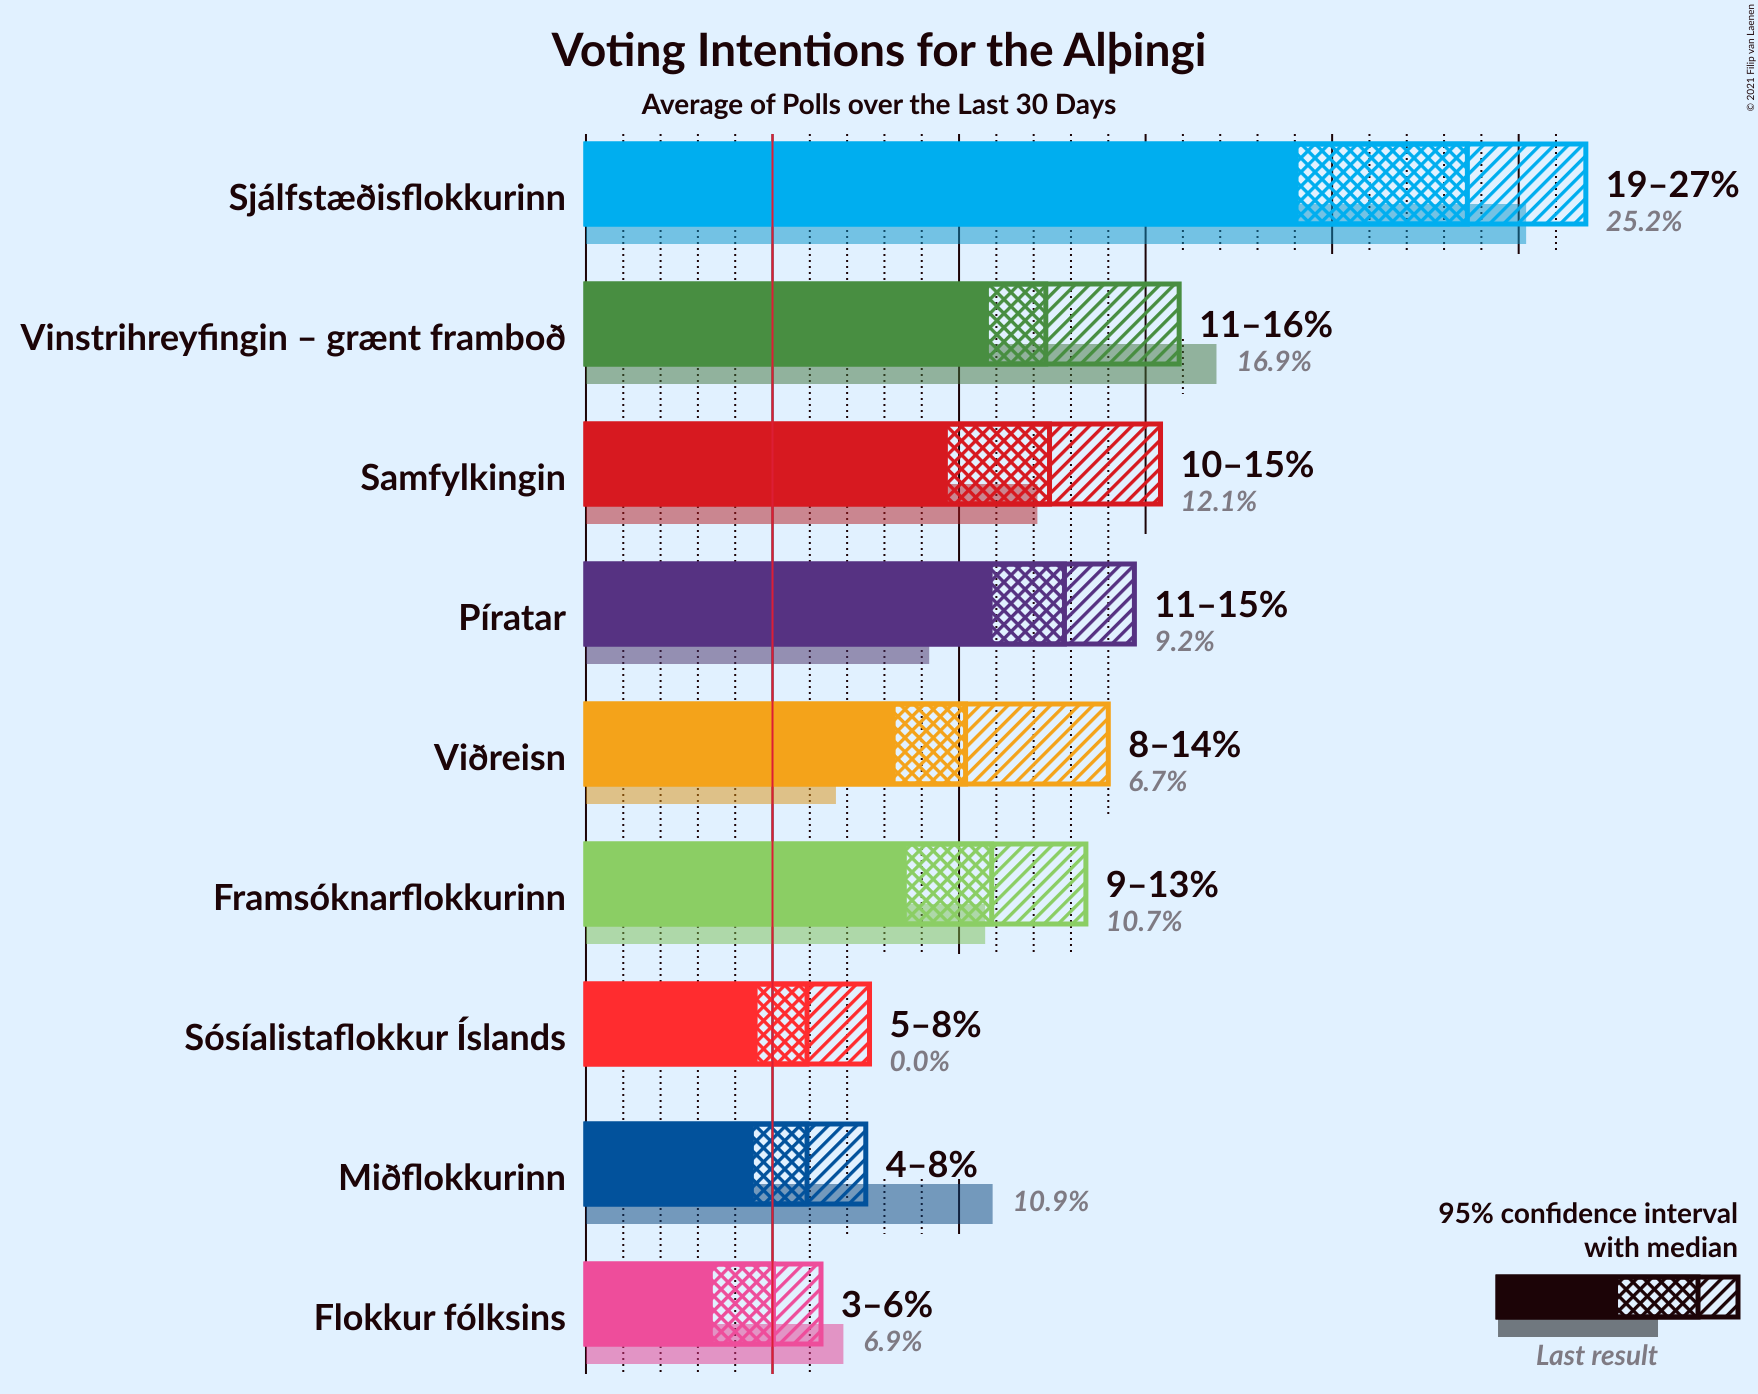 Voting Intentions for the Alþingi
Average of Polls over the Last 30 Days
© 2021 Filip van Laenen
Sjálfstæðisflokkurinn
19–27%
25.2%
Vinstrihreyfingin – grænt framboð
11–16%
16.9%
Samfylkingin
10–15%
12.1%
Píratar
11–15%
9.2%
Viðreisn
8–14%
6.7%
Framsóknarflokkurinn
9–13%
10.7%
Sósíalistaflokkur Íslands
5–8%
0.0%
Miðflokkurinn
4–8%
10.9%
Flokkur fólksins
3–6%
6.9%
95% confidence interval
with median
Last result